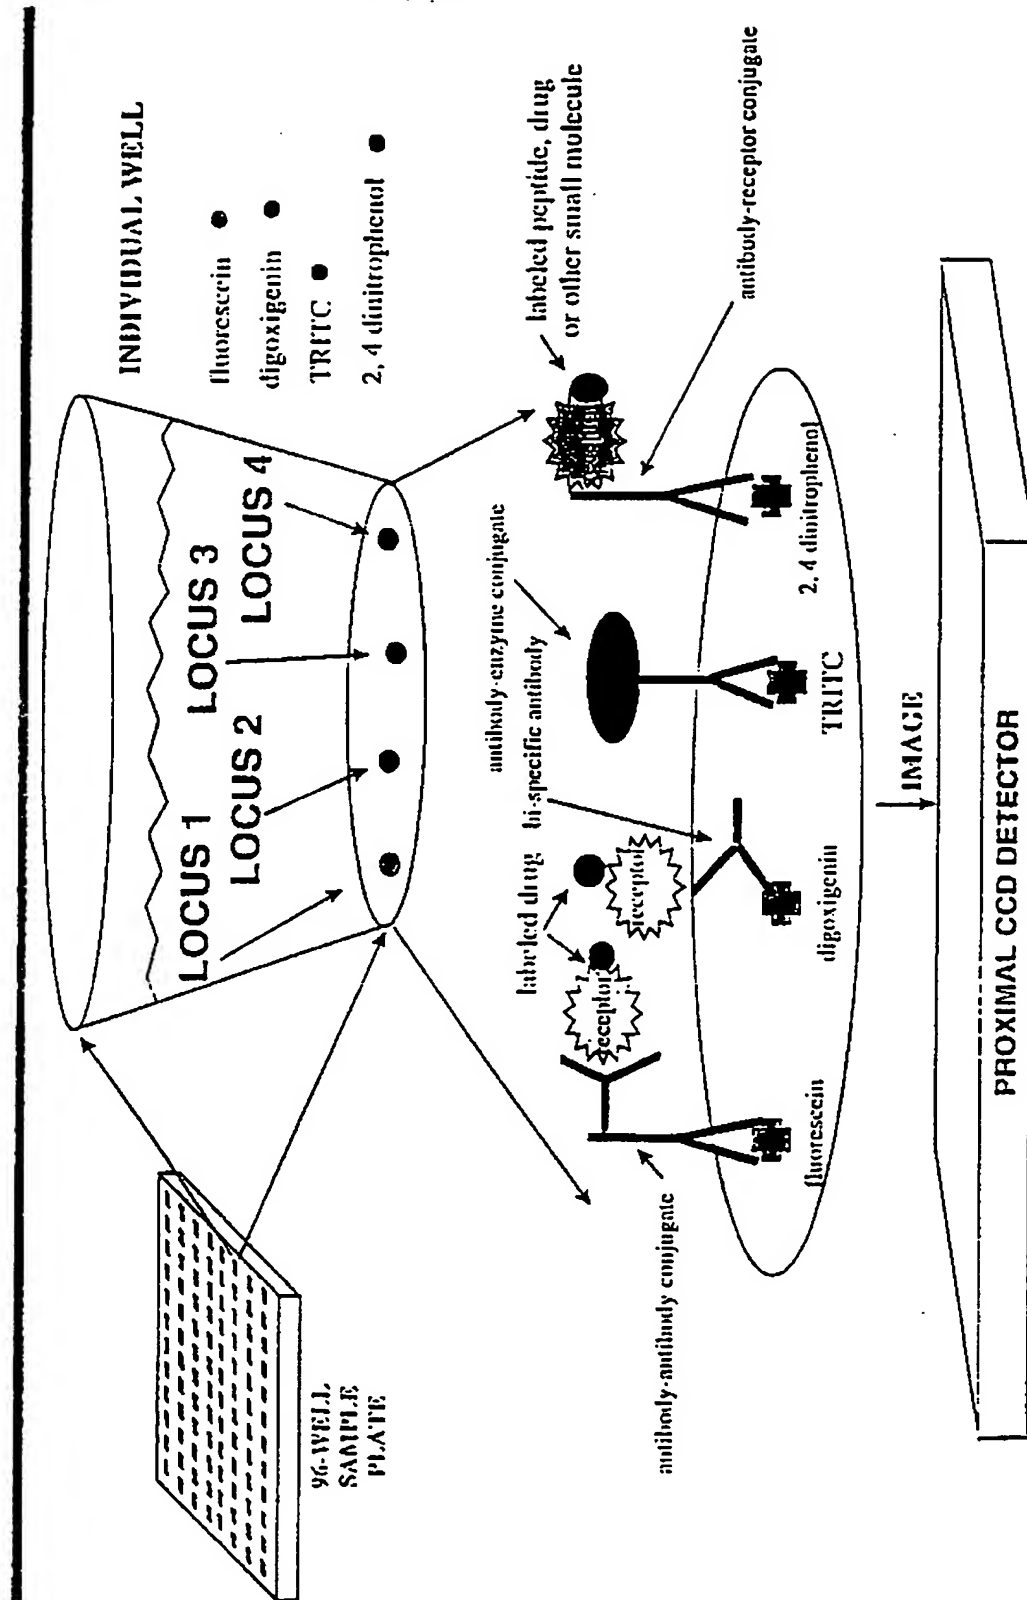 INDIVIDUAL WELL
fluorescein
digoxigenin
TRITC
2, 4 dinitrophenol
LOCUS 1
LOCUS 2
LOCUS 3
LOCUS 4
96-WELL
SAMPLE
PLATE
labeled peptide, drug
or other small molecule
antibody-receptor conjugate
antibody-enzyme conjugate
bi-specific antibody
labeled drug
receptor
receptor
antibody-antibody conjugate
fluorescein
digoxigenin
TRITC
2, 4 dinitrophenol
IMAGE
PROXIMAL CCD DETECTOR